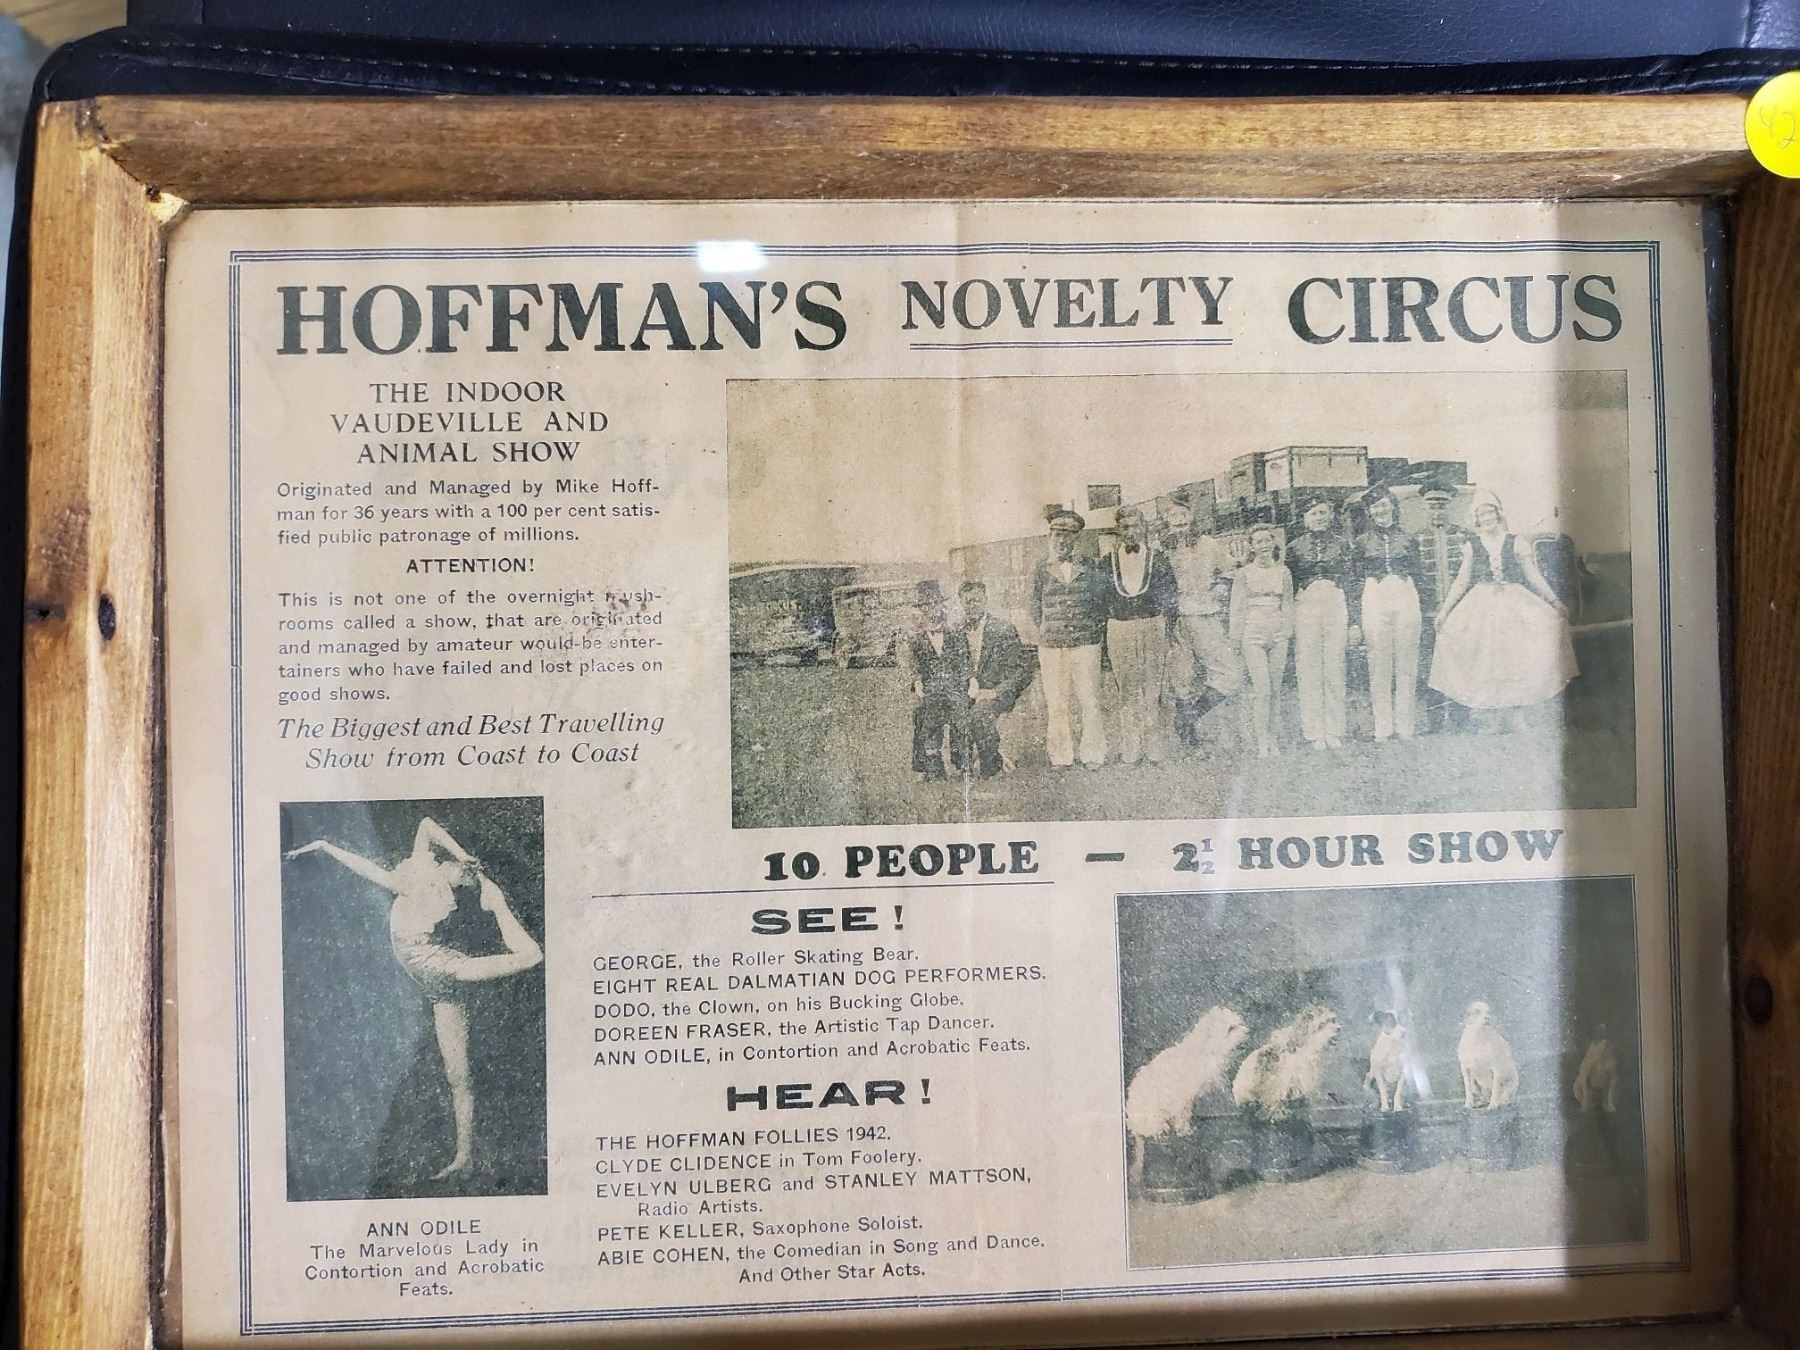 42
HOFFMAN'S NOVELTY CIRCUS
THE INDOOR
VAUDEVILLE AND
ANIMAL SHOW
Originated and Managed by Mike Hoff-
man for 36 years with a 100 per cent satis-
fied public patronage of millions.
ATTENTION!
This is not one of the overnight mush-
rooms called a show, that are originated
and managed by amateur would-be enter-
tainers who have failed and lost places on
good shows.
The Biggest and Best Travelling
Show from Coast to Coast
10 PEOPLE — 2½ HOUR SHOW
SEE!
GEORGE, the Roller Skating Bear.
EIGHT REAL DALMATIAN DOG PERFORMERS.
DODO, the Clown, on his Bucking Globe.
DOREEN FRASER, the Artistic Tap Dancer.
ANN ODILE, in Contortion and Acrobatic Feats.
HEAR!
THE HOFFMAN FOLLIES 1942.
CLYDE CLIDENCE in Tom Foolery.
EVELYN ULBERG and STANLEY MATTSON,
Radio Artists.
PETE KELLER, Saxophone Soloist.
ABIE COHEN, the Comedian in Song and Dance.
And Other Star Acts.
ANN ODILE
The Marvelous Lady in
Contortion and Acrobatic
Feats.